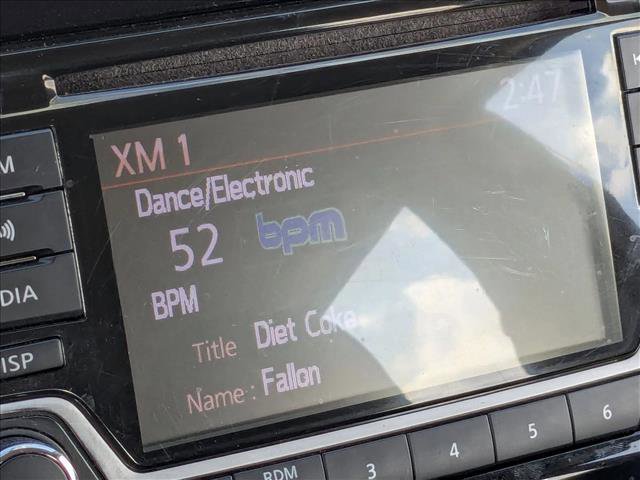 XM 1
2:47
Dance/Electronic
52 bpm
BPM
Title Diet Coke
Name: Fallon
M
DIA
ISP
RDM 3 4 5 6
K